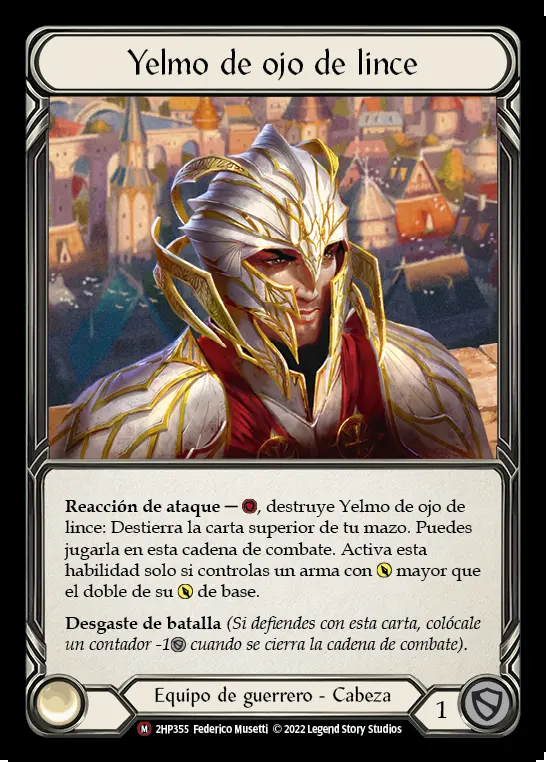 Yelmo de ojo de lince
Reacción de ataque — , destruye Yelmo de ojo de
lince: Destierra la carta superior de tu mazo. Puedes
jugarla en esta cadena de combate. Activa esta
habilidad solo si controlas un arma con mayor que
el doble de su de base.
Desgaste de batalla (Si defiendes con esta carta, colócale
un contador -1 cuando se cierra la cadena de combate).
Equipo de guerrero - Cabeza
1
M 2HP355 Federico Musetti © 2022 Legend Story Studios